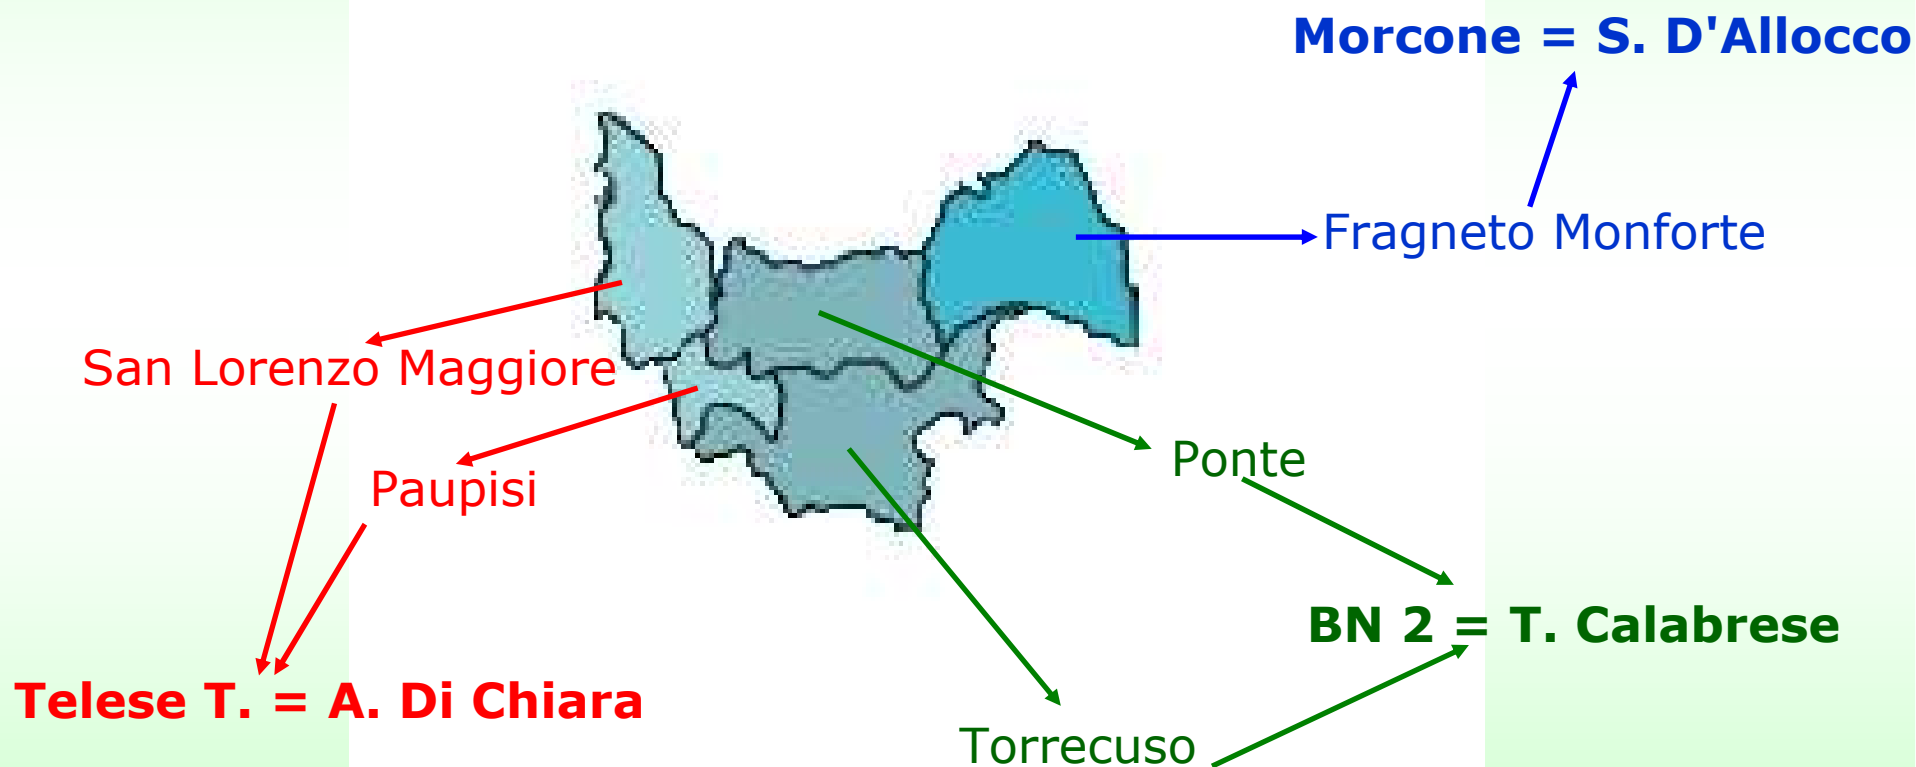 Morcone = S. D'Allocco
Fragneto Monforte
San Lorenzo Maggiore
Ponte
Paupisi
BN 2 = T. Calabrese
Telese T. = A. Di Chiara
Torrecuso